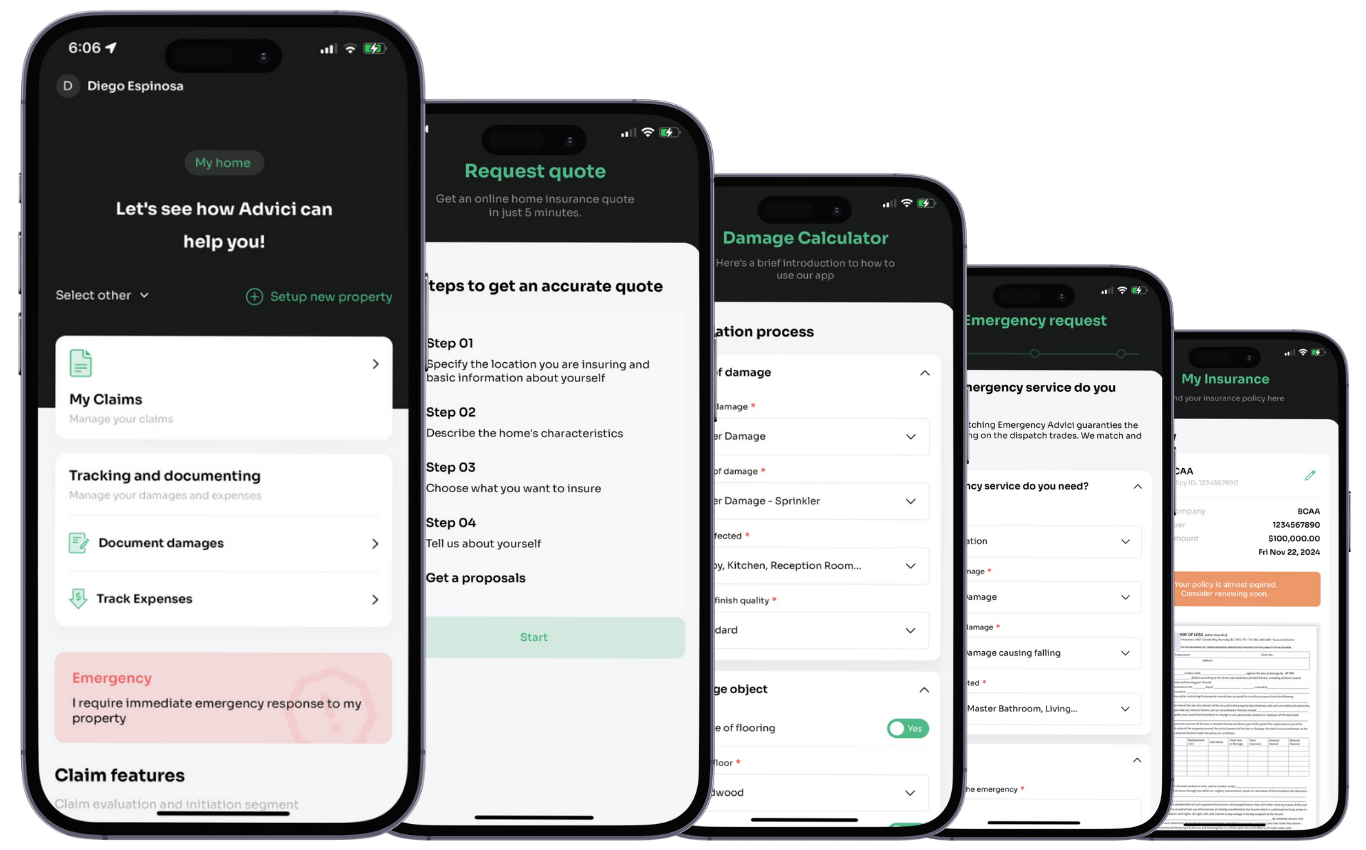 6:06
D Diego Espinosa
My home
Let's see how Advici can
help you!
Select other
Setup new property
My Claims
Manage your claims
Tracking and documenting
Manage your damages and expenses
Document damages
Track Expenses
Emergency
I require immediate emergency response to my
property
Claim features
Claim evaluation and initiation segment
Request quote
Get an online home insurance quote
in just 5 minutes.
teps to get an accurate quote
Step 01
Specify the location you are insuring and
basic information about yourself
Step 02
Describe the home's characteristics
Step 03
Choose what you want to insure
Step 04
Tell us about yourself
Get a proposals
Start
Damage Calculator
Here's a brief introduction to how to
use our app
ation process
of damage
damage *
er Damage
of damage *
er Damage - Sprinkler
fected *
by, Kitchen, Reception Room...
finish quality *
dard
ge object
e of flooring
Yes
floor *
dwood
Emergency request
mergency service do you
tching Emergency Advici guaranties the
ng on the dispatch trades. We match and
ncy service do you need?
ation
mage *
Damage
damage *
Damage causing falling
ted *
Master Bathroom, Living...
he emergency *
My Insurance
nd your insurance policy here
y
CAA
licy ID: 1234567890
ompany
BCAA
ber
1234567890
mount
$100,000.00
Fri Nov 22, 2024
Your policy is almost expired.
Consider renewing soon.